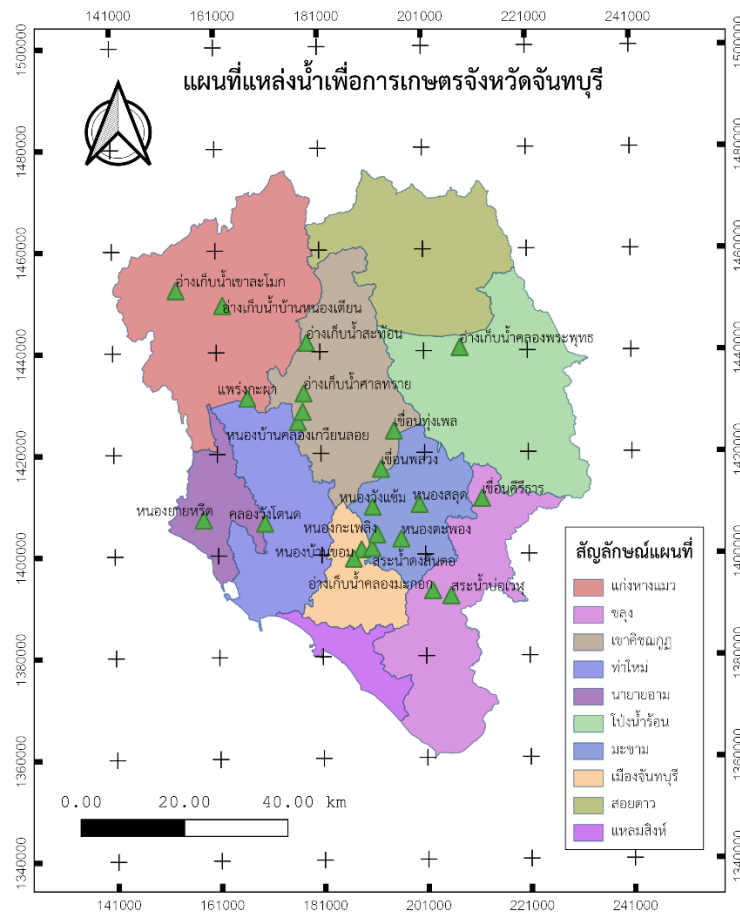 141000 161000 181000 201000 221000 241000
1500000 1500000
แผนที่แหล่งน้ำเพื่อการเกษตรจังหวัดจันทบุรี
1480000 1480000
1460000 1460000
อ่างเก็บน้ำเขาละโมก
อ่างเก็บน้ำบ้านหนองเตียน
อ่างเก็บน้ำสะท้อน
อ่างเก็บน้ำคลองพระพุทธ
1440000 1440000
แพร่งกะผา
อ่างเก็บน้ำศาลทราย
เขื่อนทุ่งเพล
หนองบ้านคลองเกวียนลอย
1420000 1420000
เขื่อนพลวง
เขื่อนคีรีธาร
หนองวังแซ้ม
หนองสลุด
หนองยายหรีด
คลองวังโตนด
หนองกะเพลิง
หนองตะพอง
หนองบ้านขอม
สระน้ำดงสีนตอ
1400000 1400000
อ่างเก็บน้ำคลองมะกอก
สระน้ำบ่อเวฬุ
สัญลักษณ์แผนที่
แก่งหางแมว
ขลุง
เขาคิชฌกูฏ
ท่าใหม่
นายายอาม
โป่งน้ำร้อน
มะขาม
เมืองจันทบุรี
สอยดาว
แหลมสิงห์
1380000 1380000
1360000 1360000
0.00 20.00 40.00 km
1340000 1340000
141000 161000 181000 201000 221000 241000